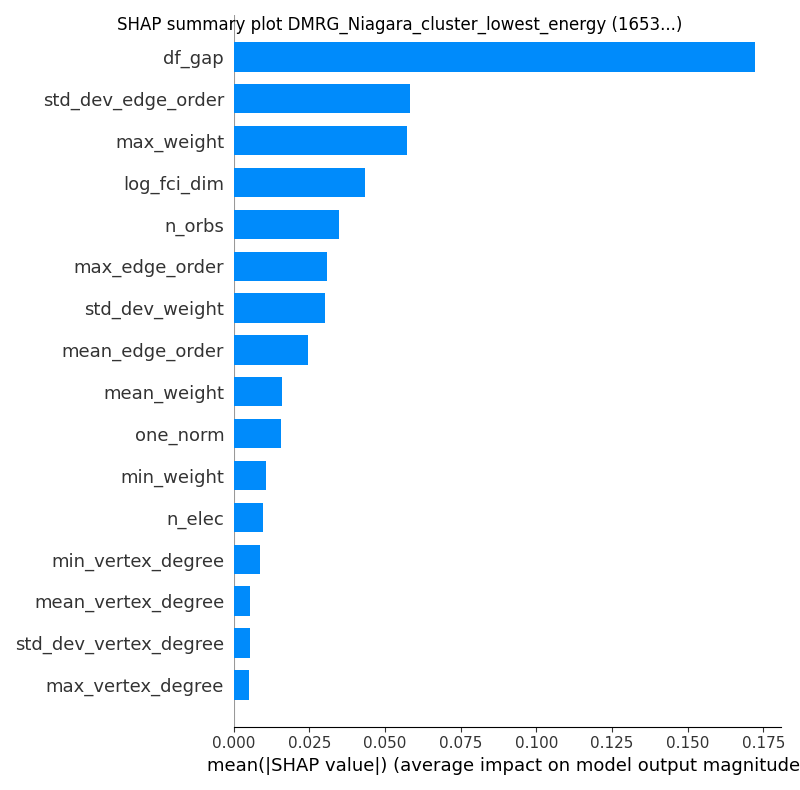 SHAP summary plot DMRG_Niagara_cluster_lowest_energy (1653...)
df_gap
std_dev_edge_order
max_weight
log_fci_dim
n_orbs
max_edge_order
std_dev_weight
mean_edge_order
mean_weight
one_norm
min_weight
n_elec
min_vertex_degree
mean_vertex_degree
std_dev_vertex_degree
max_vertex_degree
0.000 0.025 0.050 0.075 0.100 0.125 0.150 0.175
mean(|SHAP value|) (average impact on model output magnitude